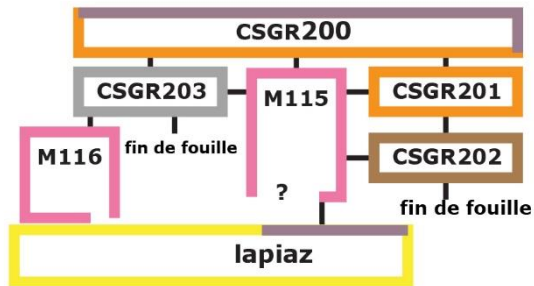 CSGR200
CSGR203
M115
CSGR201
M116
fin de fouille
CSGR202
?
fin de fouille
lapiaz